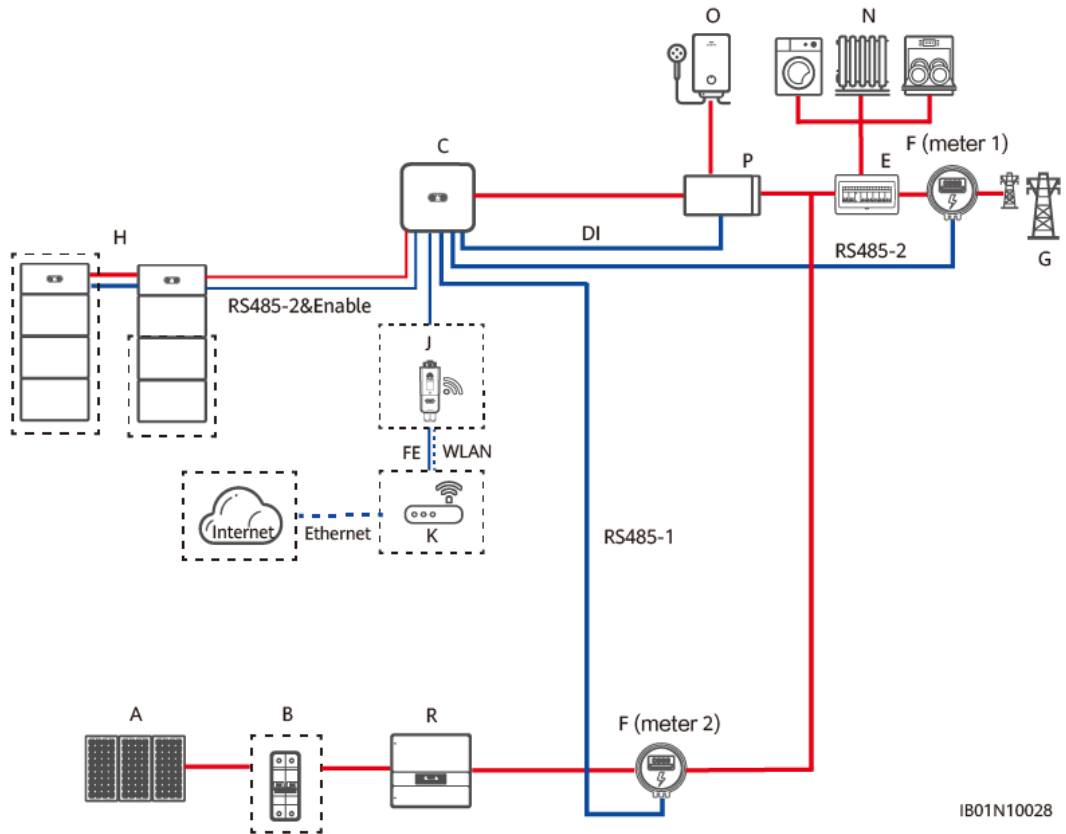 O
N
F (meter 1)
C
P
E
H
DI
RS485-2
G
RS485-2&Enable
J
FE
WLAN
Internet
Ethernet
K
RS485-1
A
B
R
F (meter 2)
IB01N10028